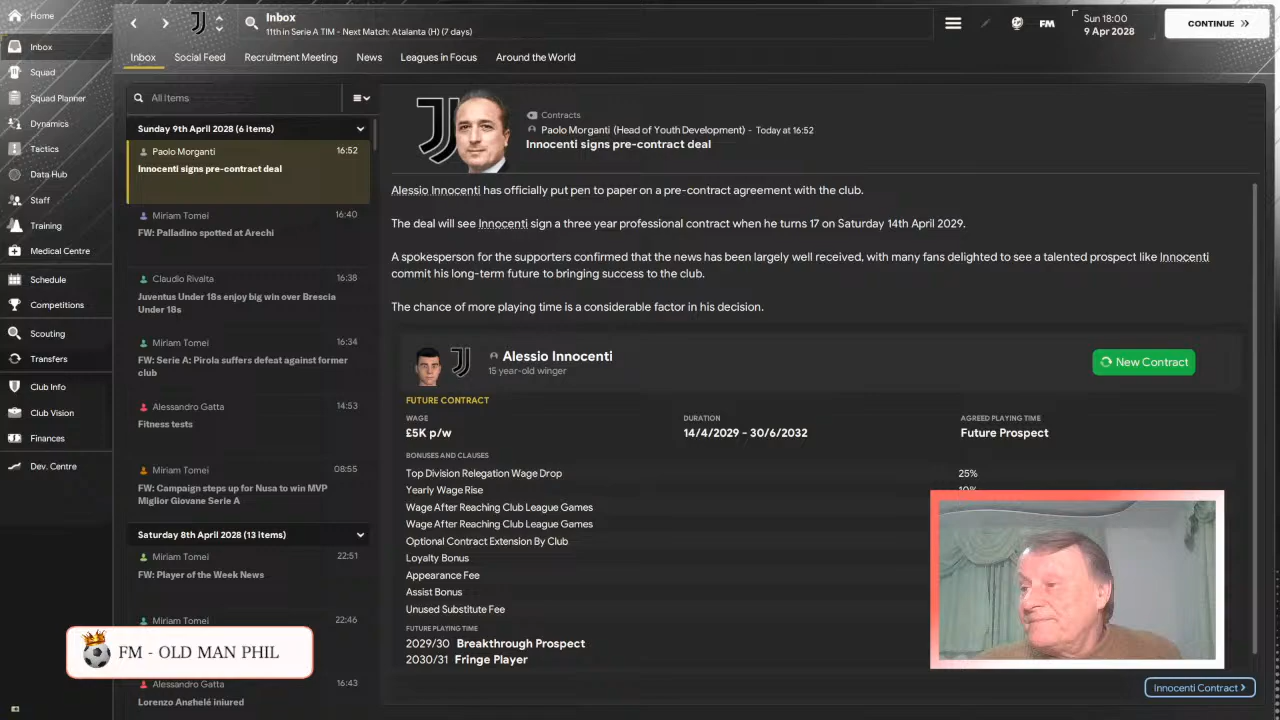 Home
Inbox
Squad
Squad Planner
Dynamics
Tactics
Data Hub
Staff
Training
Medical Centre
Schedule
Competitions
Scouting
Transfers
Club Info
Club Vision
Finances
Dev. Centre
Inbox
11th in Serie A TIM - Next Match: Atalanta (H) (7 days)
FM
Sun 18:00
9 Apr 2028
CONTINUE
Inbox Social Feed Recruitment Meeting News Leagues in Focus Around the World
All Items
Sunday 9th April 2028 (6 items)
Paolo Morganti 16:52
Innocenti signs pre-contract deal
Miriam Tomei 16:40
FW: Palladino spotted at Arechi
Claudio Rivalta 16:38
Juventus Under 18s enjoy big win over Brescia
Under 18s
Miriam Tomei 16:34
FW: Serie A: Pirola suffers defeat against former
club
Alessandro Gatta 14:53
Fitness tests
Miriam Tomei 08:55
FW: Campaign steps up for Nusa to win MVP
Miglior Giovane Serie A
Saturday 8th April 2028 (13 items)
Miriam Tomei 22:51
FW: Player of the Week News
Miriam Tomei 22:46
FM - OLD MAN PHIL
Alessandro Gatta 16:43
Lorenzo Anghelé injured
Contracts
Paolo Morganti (Head of Youth Development) - Today at 16:52
Innocenti signs pre-contract deal
Alessio Innocenti has officially put pen to paper on a pre-contract agreement with the club.
The deal will see Innocenti sign a three year professional contract when he turns 17 on Saturday 14th April 2029.
A spokesperson for the supporters confirmed that the news has been largely well received, with many fans delighted to see a talented prospect like Innocenti
commit his long-term future to bringing success to the club.
The chance of more playing time is a considerable factor in his decision.
Alessio Innocenti
15 year-old winger
New Contract
FUTURE CONTRACT
WAGE DURATION AGREED PLAYING TIME
£5K p/w 14/4/2029 - 30/6/2032 Future Prospect
BONUSES AND CLAUSES
Top Division Relegation Wage Drop 25%
Yearly Wage Rise 10%
Wage After Reaching Club League Games
Wage After Reaching Club League Games
Optional Contract Extension By Club
Loyalty Bonus
Appearance Fee
Assist Bonus
Unused Substitute Fee
FUTURE PLAYING TIME
2029/30 Breakthrough Prospect
2030/31 Fringe Player
Innocenti Contract